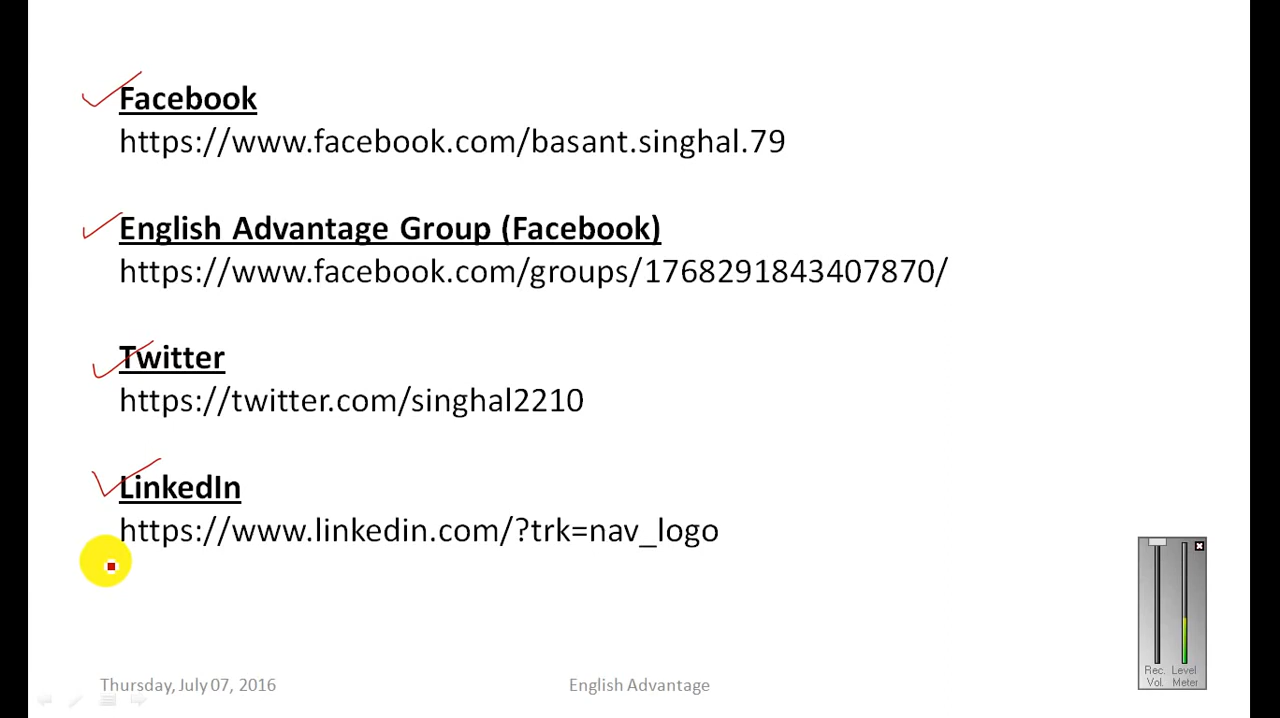 Facebook
https://www.facebook.com/basant.singhal.79
English Advantage Group (Facebook)
https://www.facebook.com/groups/1768291843407870/
Twitter
https://twitter.com/singhal2210
LinkedIn
https://www.linkedin.com/?trk=nav_logo
Rec. Level
Vol. Meter
Thursday, July 07, 2016 English Advantage